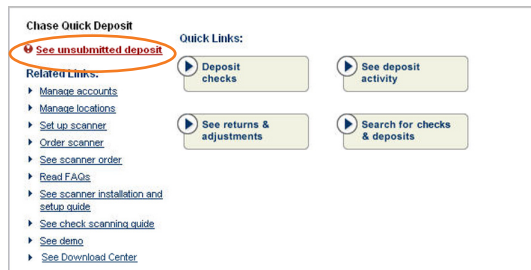 Chase Quick Deposit
See unsubmitted deposit
Related Links:
Manage accounts
Manage locations
Set up scanner
Order scanner
See scanner order
Read FAQs
See scanner installation and
setup guide
See check scanning guide
See demo
See Download Center
Quick Links:
Deposit
checks
See deposit
activity
See returns &
adjustments
Search for checks
& deposits